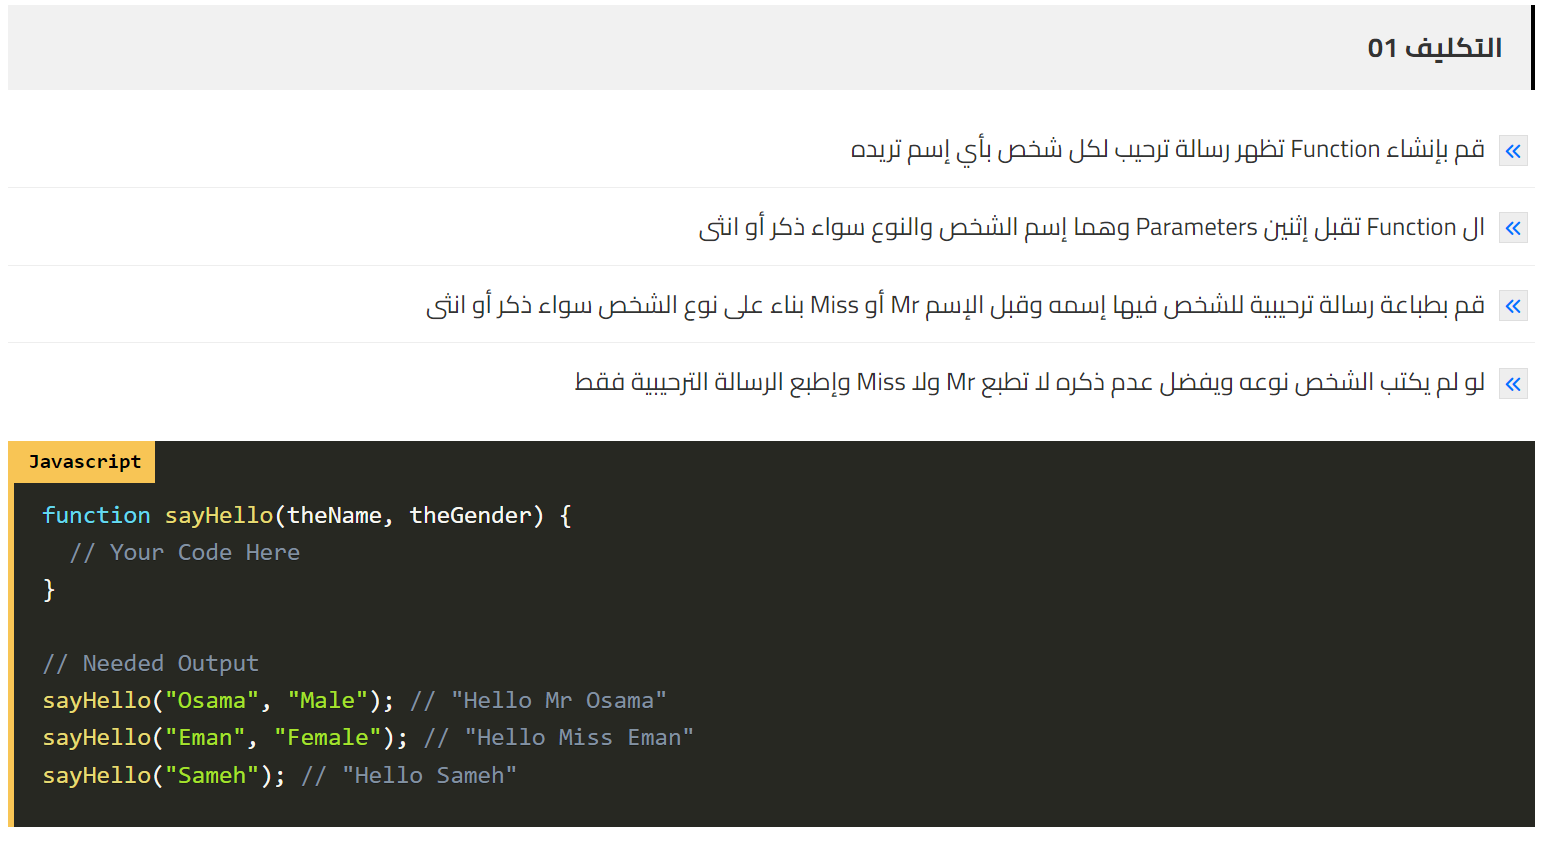 التكليف 01
قم بإنشاء Function تظهر رسالة ترحيب لكل شخص بأي إسم تريده
ال Function تقبل إثنين Parameters وهما إسم الشخص والنوع سواء ذكر أو انثى
قم بطباعة رسالة ترحيبية للشخص فيها إسمه وقبل الإسم Mr أو Miss بناء على نوع الشخص سواء ذكر أو انثى
لو لم يكتب الشخص نوعه ويفضل عدم ذكره لا تطبع Mr ولا Miss وإطبع الرسالة الترحيبية فقط
Javascript
function sayHello(theName, theGender) {
  // Your Code Here
}
// Needed Output
sayHello("Osama", "Male"); // "Hello Mr Osama"
sayHello("Eman", "Female"); // "Hello Miss Eman"
sayHello("Sameh"); // "Hello Sameh"